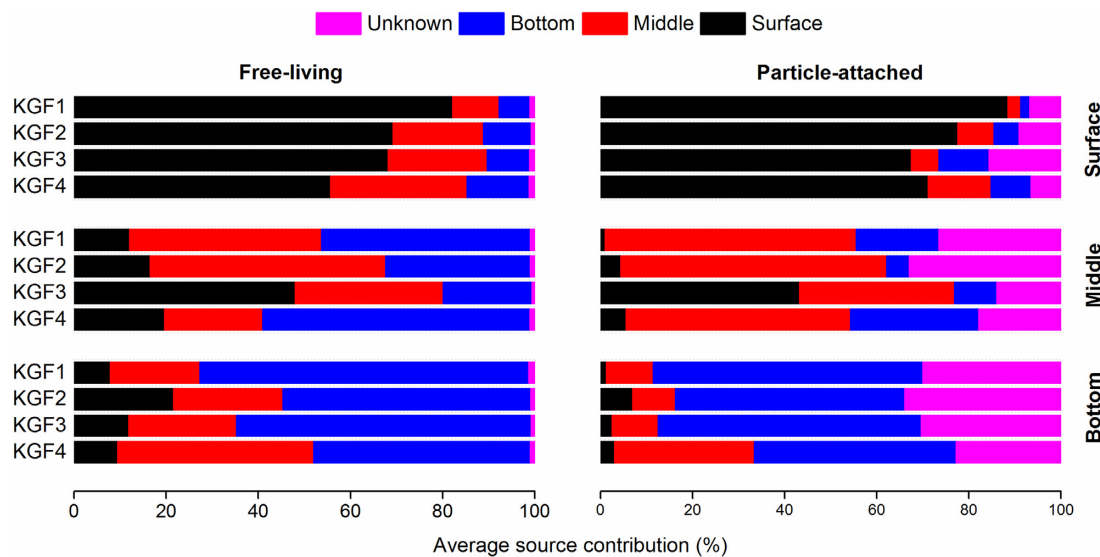 Unknown Bottom Middle Surface
Free-living Particle-attached
KGF1
KGF2
KGF3
KGF4
Surface
KGF1
KGF2
KGF3
KGF4
Middle
KGF1
KGF2
KGF3
KGF4
Bottom
0 20 40 60 80 100 0 20 40 60 80 100
Average source contribution (%)